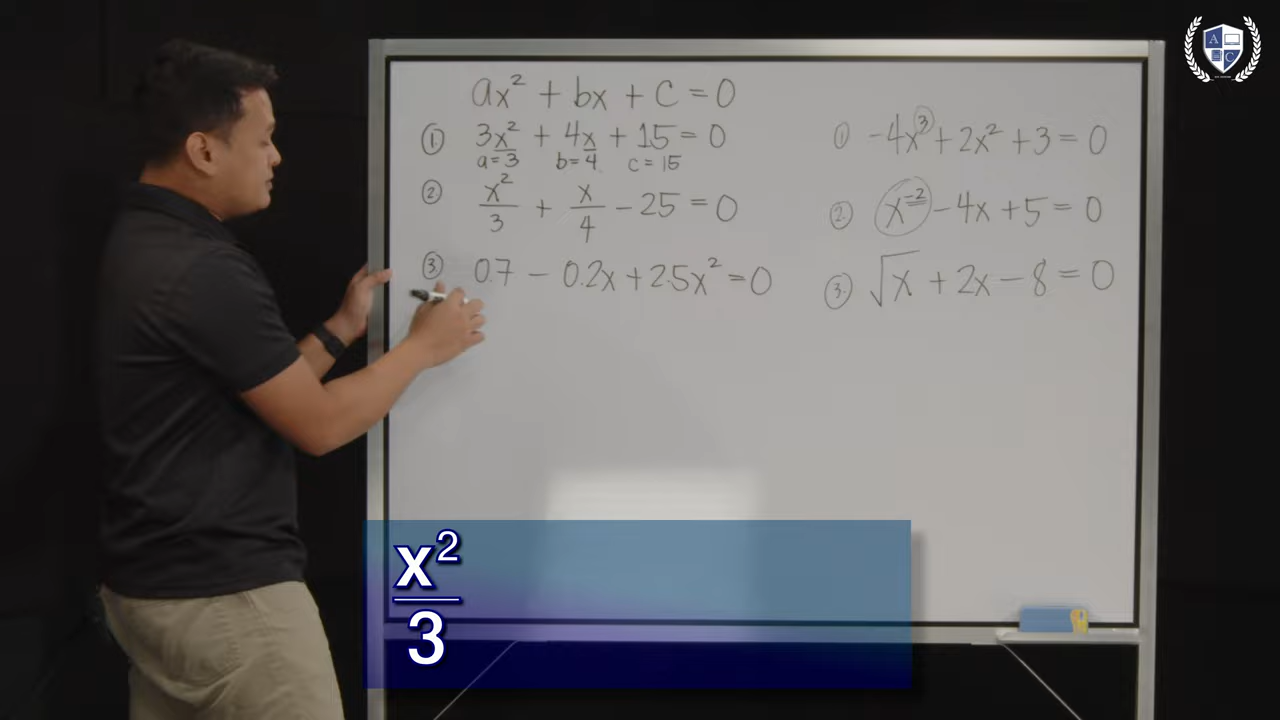 ax² + bx + c = 0
① 3x² + 4x + 15 = 0
a = 3 b = 4 c = 15
② x²/3 + x/4 − 25 = 0
③ 0.7 − 0.2x + 2.5x² = 0
① -4x³ + 2x² + 3 = 0
②. x⁻² − 4x + 5 = 0
③. √x + 2x − 8 = 0
x²/3
A
C